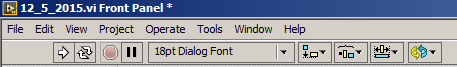 12_5_2015.vi Front Panel *
File Edit View Project Operate Tools Window Help
18pt Dialog Font